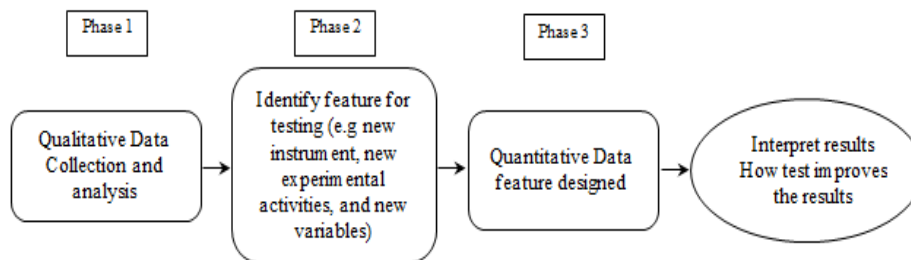 Phase 1
Phase 2
Phase 3
Qualitative Data
Collection and
analysis
Identify feature for
testing (e.g new
instrument, new
experimental
activities, and new
variables)
Quantitative Data
feature designed
Interpret results
How test improves
the results